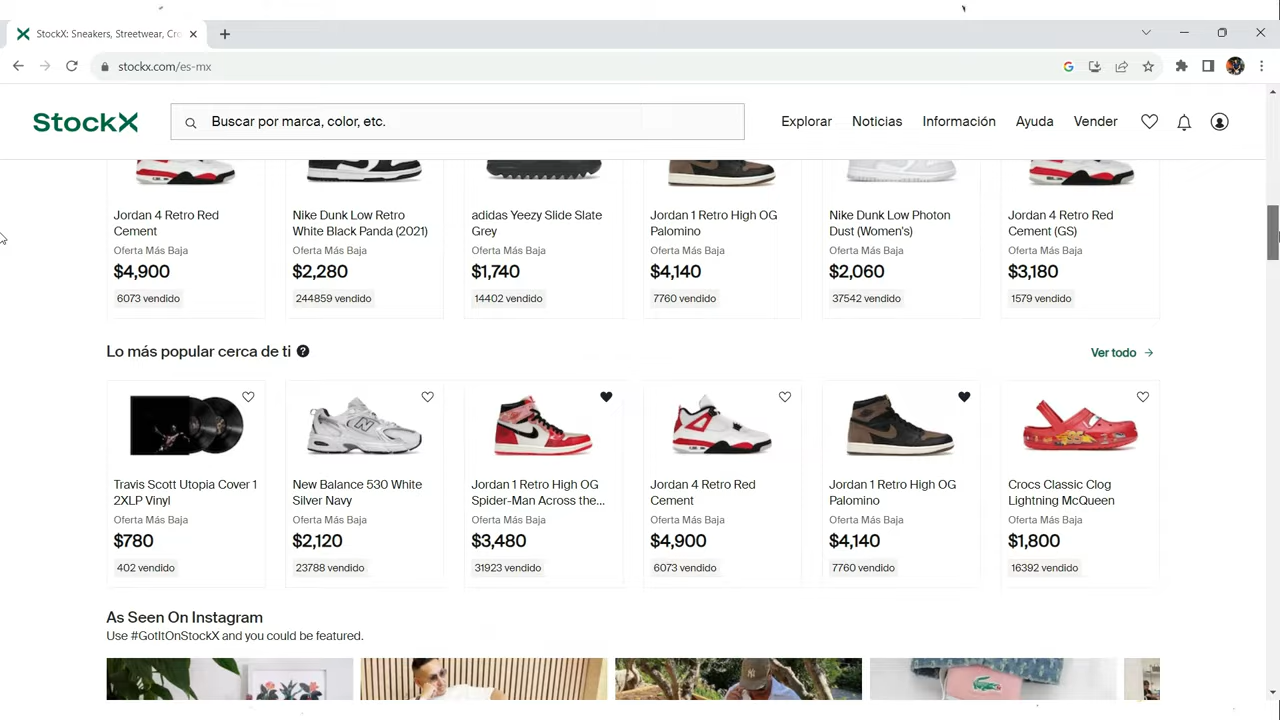 StockX: Sneakers, Streetwear, Cro
stockx.com/es-mx
StockX
Buscar por marca, color, etc.
Explorar
Noticias
Información
Ayuda
Vender
Jordan 4 Retro Red
Cement
Oferta Más Baja
$4,900
6073 vendido
Nike Dunk Low Retro
White Black Panda (2021)
Oferta Más Baja
$2,280
244859 vendido
adidas Yeezy Slide Slate
Grey
Oferta Más Baja
$1,740
14402 vendido
Jordan 1 Retro High OG
Palomino
Oferta Más Baja
$4,140
7760 vendido
Nike Dunk Low Photon
Dust (Women's)
Oferta Más Baja
$2,060
37542 vendido
Jordan 4 Retro Red
Cement (GS)
Oferta Más Baja
$3,180
1579 vendido
Lo más popular cerca de ti ?
Ver todo
Travis Scott Utopia Cover 1
2XLP Vinyl
Oferta Más Baja
$780
402 vendido
New Balance 530 White
Silver Navy
Oferta Más Baja
$2,120
23788 vendido
Jordan 1 Retro High OG
Spider-Man Across the...
Oferta Más Baja
$3,480
31923 vendido
Jordan 4 Retro Red
Cement
Oferta Más Baja
$4,900
6073 vendido
Jordan 1 Retro High OG
Palomino
Oferta Más Baja
$4,140
7760 vendido
Crocs Classic Clog
Lightning McQueen
Oferta Más Baja
$1,800
16392 vendido
As Seen On Instagram
Use #GotItOnStockX and you could be featured.